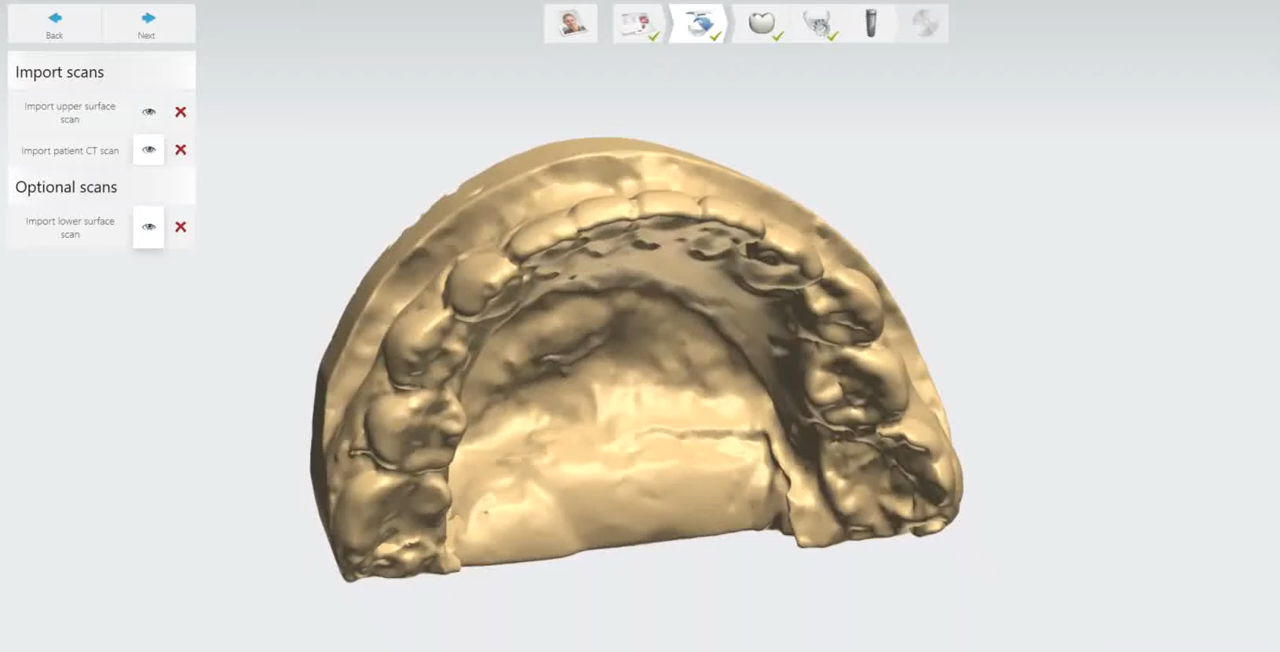 Back
Next
Import scans
Import upper surface
scan
Import patient CT scan
Optional scans
Import lower surface
scan